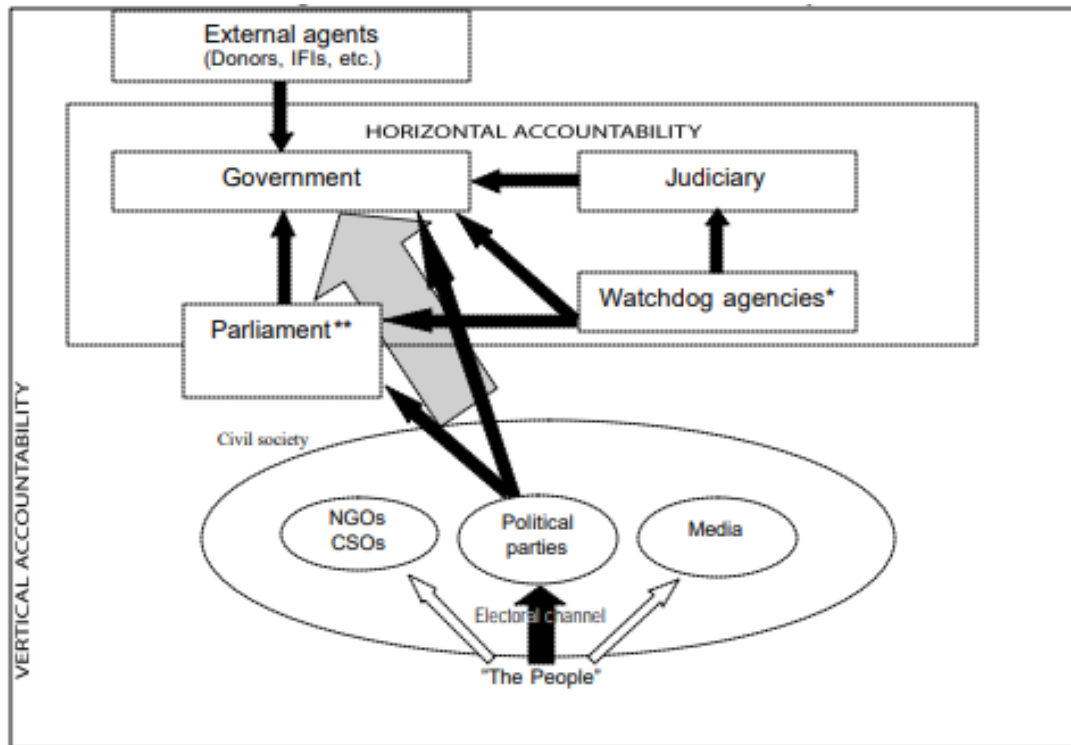 External agents
(Donors, IFIs, etc.)
HORIZONTAL ACCOUNTABILITY
Government
Judiciary
Watchdog agencies*
Parliament**
VERTICAL ACCOUNTABILITY
Civil society
NGOs
CSOs
Political
parties
Media
Electoral channel
"The People"